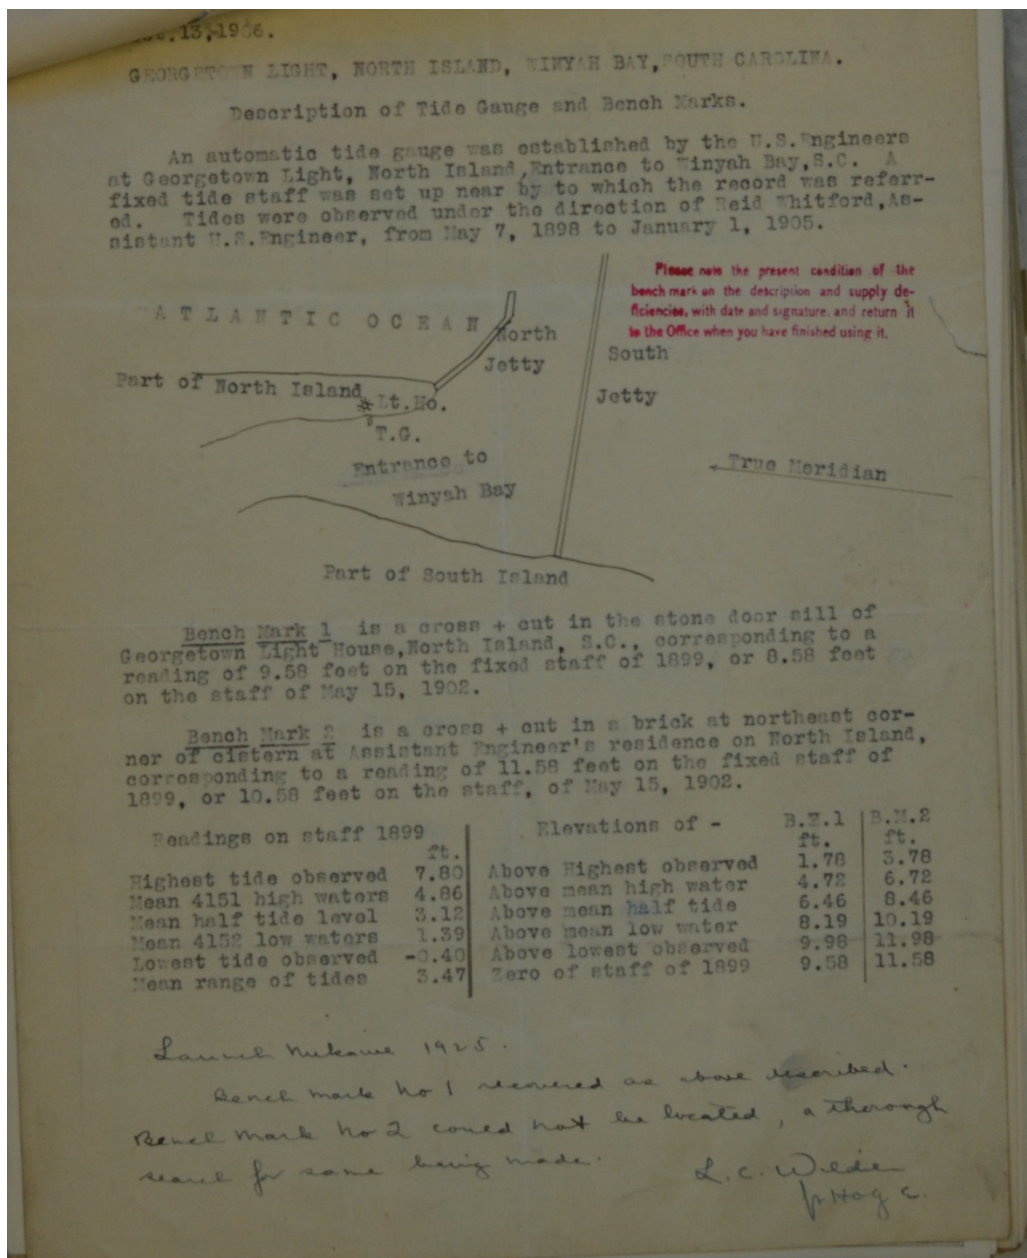 .13,1906.
GEORGETOWN LIGHT, NORTH ISLAND, WINYAH BAY, SOUTH CAROLINA.
Description of Tide Gauge and Bench Marks.
An automatic tide gauge was established by the U.S.Engineers
at Georgetown Light, North Island,Entrance to Winyah Bay,S.C. A
fixed tide staff was set up near by to which the record was referr-
ed. Tides were observed under the direction of Reid Whitford,As-
sistant U.S.Engineer, from May 7, 1898 to January 1, 1905.
Please note the present condition of the
bench mark on the description and supply de-
ficiencies, with date and signature. and return it
to the Office when you have finished using it.
ATLANTIC OCEAN
North
Jetty
South
Jetty
Part of North Island
Lt.Ho.
T.G.
Entrance to
Winyah Bay
True Meridian
Part of South Island
Bench Mark 1 is a cross + cut in the stone door sill of
Georgetown Light House,North Island, S.C., corresponding to a
reading of 9.58 feet on the fixed staff of 1899, or 8.58 feet
on the staff of May 15, 1902.
Bench Mark 2 is a cross + cut in a brick at northeast cor-
ner of cistern at Assistant Engineer's residence on North Island,
corresponding to a reading of 11.58 feet on the fixed staff of
1899, or 10.58 feet on the staff, of May 15, 1902.
Readings on staff 1899
ft.
Highest tide observed 7.80
Mean 4151 high waters 4.86
Mean half tide level 3.12
Mean 4152 low waters 1.39
Lowest tide observed -0.40
Mean range of tides 3.47
Elevations of - B.M.1 B.M.2
ft. ft.
Above Highest observed 1.78 3.78
Above mean high water 4.72 6.72
Above mean half tide 6.46 8.46
Above mean low water 8.19 10.19
Above lowest observed 9.98 11.98
Zero of staff of 1899 9.58 11.58
Launch 1925.
Bench mark No 1 recovered as above described.
Bench Mark No 2 could not be located, a thorough
search for same being made.
L. C. Wilder